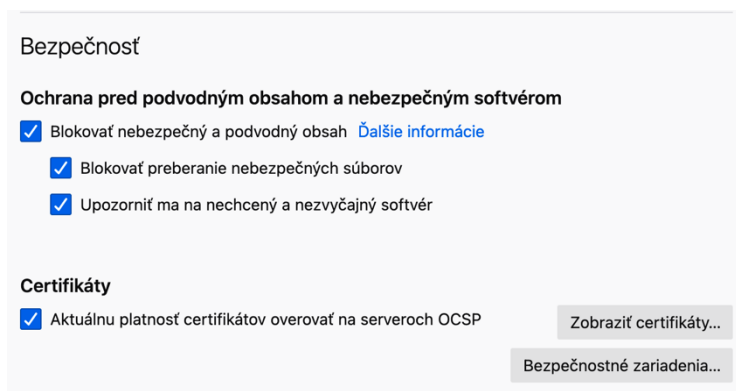 Bezpečnosť
Ochrana pred podvodným obsahom a nebezpečným softvérom
Blokovať nebezpečný a podvodný obsah Ďalšie informácie
Blokovať preberanie nebezpečných súborov
Upozorniť ma na nechcený a nezvyčajný softvér
Certifikáty
Aktuálnu platnosť certifikátov overovať na serveroch OCSP Zobraziť certifikáty...
Bezpečnostné zariadenia...